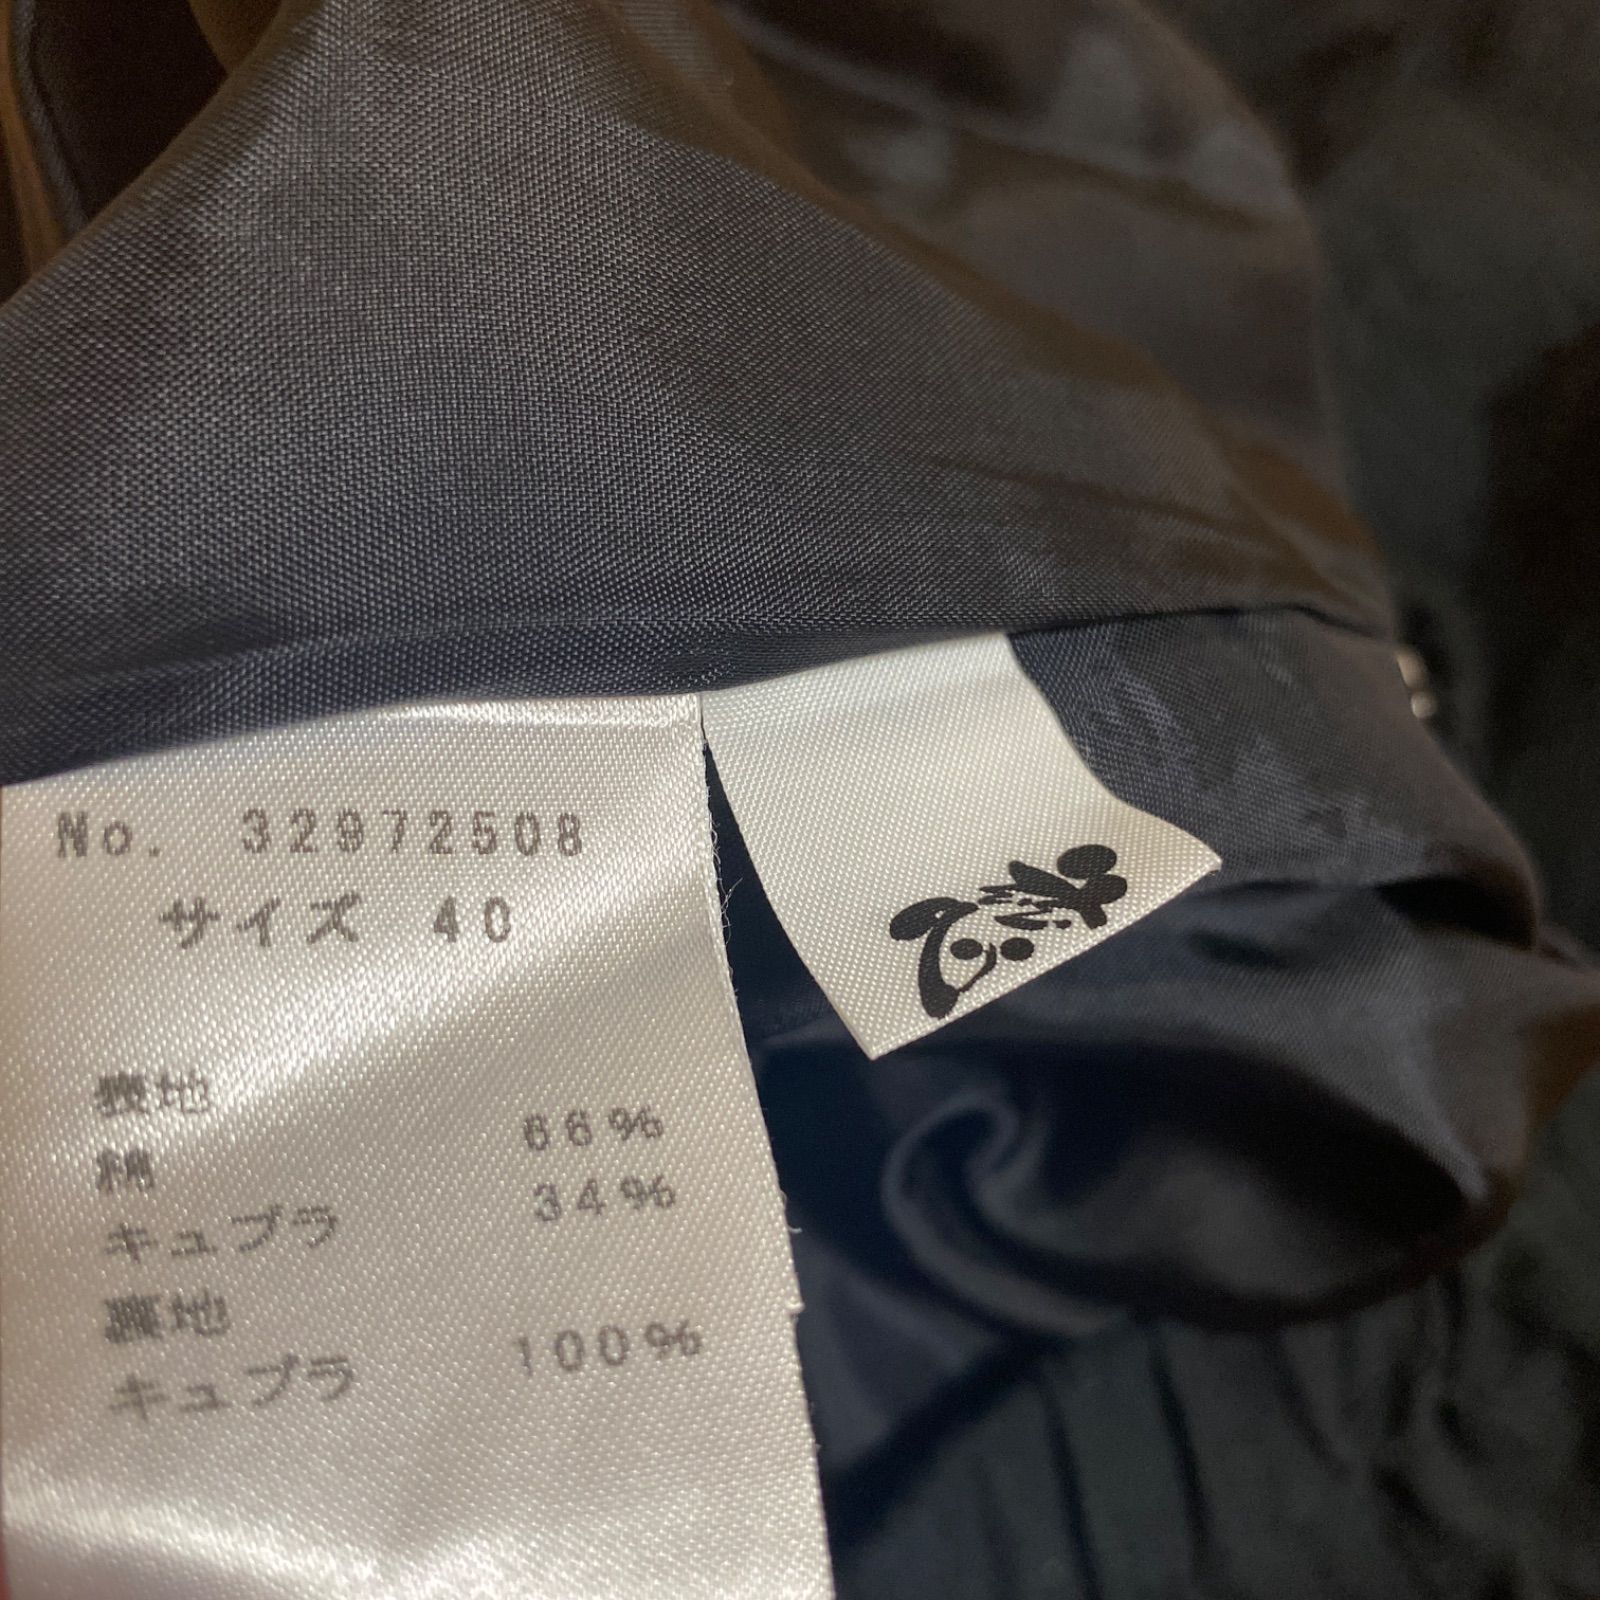 No. 32972508
サイズ 40
表地
綿 66%
キュプラ 34%
裏地
キュプラ 100%